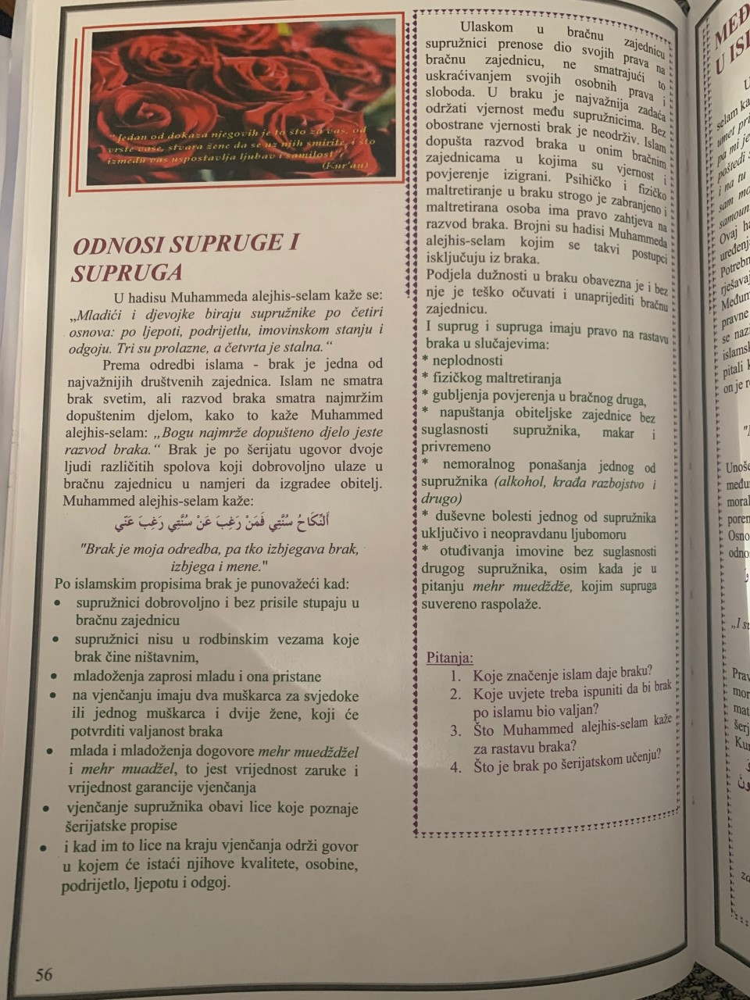 "Jedan od dokaza njegovih je to što za vas, od
vrste vaše, stvara žene da se uz njih smirite, i što
između vas uspostavlja ljubav i samilost"
(Kur'an)
ODNOSI SUPRUGE I
SUPRUGA
U hadisu Muhammeda alejhis-selam kaže se:
„Mladići i djevojke biraju supružnike po četiri
osnova: po ljepoti, podrijetlu, imovinskom stanju i
odgoju. Tri su prolazne, a četvrta je stalna.“
Prema odredbi islama - brak je jedna od
najvažnijih društvenih zajednica. Islam ne smatra
brak svetim, ali razvod braka smatra najmržim
dopuštenim djelom, kako to kaže Muhammed
alejhis-selam: „Bogu najmrže dopušteno djelo jeste
razvod braka.“ Brak je po šerijatu ugovor dvoje
ljudi različitih spolova koji dobrovoljno ulaze u
bračnu zajednicu u namjeri da izgradee obitelj.
Muhammed alejhis-selam kaže:
اَلنِّكَاحُ سُنَّتِي فَمَنْ رَغِبَ عَنْ سُنَّتِي رَغِبَ عَنّي
"Brak je moja odredba, pa tko izbjegava brak,
izbjega i mene."
Po islamskim propisima brak je punovažeći kad:
• supružnici dobrovoljno i bez prisile stupaju u
bračnu zajednicu
• supružnici nisu u rodbinskim vezama koje
brak čine ništavnim,
• mladoženja zaprosi mladu i ona pristane
• na vjenčanju imaju dva muškarca za svjedoke
ili jednog muškarca i dvije žene, koji će
potvrditi valjanost braka
• mlada i mladoženja dogovore mehr muedždžel
i mehr muadžel, to jest vrijednost zaruke i
vrijednost garancije vjenčanja
• vjenčanje supružnika obavi lice koje poznaje
šerijatske propise
• i kad im to lice na kraju vjenčanja održi govor
u kojem će istaći njihove kvalitete, osobine,
podrijetlo, ljepotu i odgoj.
56
Ulaskom u bračnu zajednicu
supružnici prenose dio svojih prava na
bračnu zajednicu, ne smatrajući to
uskraćivanjem svojih osobnih prava i
sloboda. U braku je najvažnija zadaća
održati vjernost među supružnicima. Bez
obostrane vjernosti brak je neodrživ. Islam
dopušta razvod braka u onim bračnim
zajednicama u kojima su vjernost i
povjerenje izigrani. Psihičko i fizičko
maltretiranje u braku strogo je zabranjeno i
maltretirana osoba ima pravo zahtjeva na
razvod braka. Brojni su hadisi Muhammeda
alejhis-selam kojim se takvi postupci
isključuju iz braka.
Podjela dužnosti u braku obavezna je i bez
nje je teško očuvati i unaprijediti bračnu
zajednicu.
I suprug i supruga imaju pravo na rastavu
braka u slučajevima:
* neplodnosti
* fizičkog maltretiranja
* gubljenja povjerenja u bračnog druga,
* napuštanja obiteljske zajednice bez
suglasnosti supružnika, makar i
privremeno
* nemoralnog ponašanja jednog od
supružnika (alkohol, krađa razbojstvo i
drugo)
* duševne bolesti jednog od supružnika
uključivo i neopravdanu ljubomoru
* otuđivanja imovine bez suglasnosti
drugog supružnika, osim kada je u
pitanju mehr muedždže, kojim supruga
suvereno raspolaže.
Pitanja:
1. Koje značenje islam daje braku?
2. Koje uvjete treba ispuniti da bi brak
po islamu bio valjan?
3. Što Muhammed alejhis-selam kaže
za rastavu braka?
4. Što je brak po šerijatskom učenju?